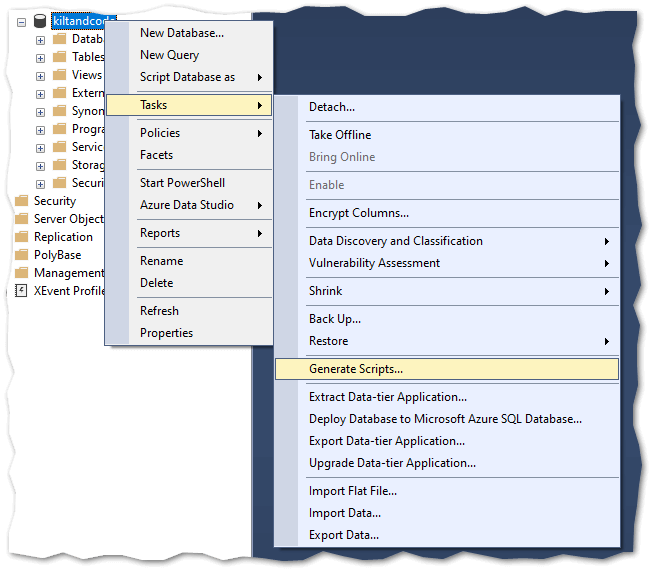 kiltandcode
Databa
Tables
Views
Extern
Synon
Progra
Servic
Storag
Securi
Security
Server Object
Replication
PolyBase
Management
XEvent Profile
New Database...
New Query
Script Database as
Tasks
Policies
Facets
Start PowerShell
Azure Data Studio
Reports
Rename
Delete
Refresh
Properties
Detach...
Take Offline
Bring Online
Enable
Encrypt Columns...
Data Discovery and Classification
Vulnerability Assessment
Shrink
Back Up...
Restore
Generate Scripts...
Extract Data-tier Application...
Deploy Database to Microsoft Azure SQL Database...
Export Data-tier Application...
Upgrade Data-tier Application...
Import Flat File...
Import Data...
Export Data...